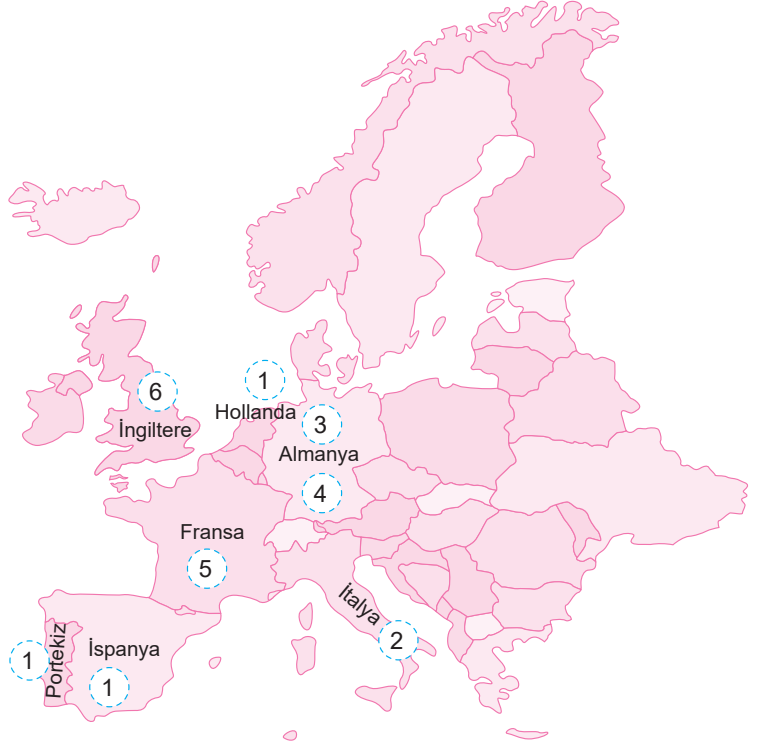 6
İngiltere
1
Hollanda
3
Almanya
4
Fransa
5
İtalya
2
1
Portekiz
İspanya
1